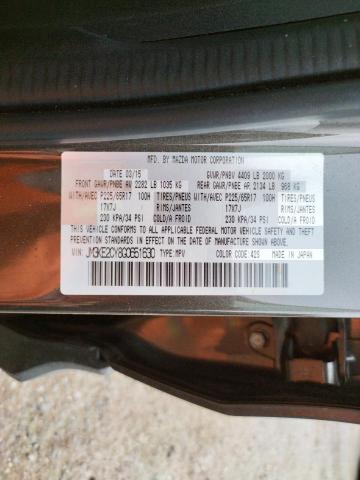 MFD. BY MAZDA MOTOR CORPORATION
DATE 03/15 GVWR/PNBV 4409 LB 2000 KG
FRONT GAWR/PNBE AV 2282 LB 1035 KG REAR GAWR/PNBE AR 2134 LB 968 KG
WITH/AVEC P225/65R17 100H TIRES/PNEUS WITH/AVEC P225/65R17 100H TIRES/PNEUS
17X7J RIMS/JANTES 17X7J RIMS/JANTES
230 KPA/34 PSI COLD/A FROID 230 KPA/34 PSI COLD/A FROID
THIS VEHICLE CONFORMS TO ALL APPLICABLE FEDERAL MOTOR VEHICLE SAFETY, BUMPER, AND THEFT PREVENTION
STANDARDS IN EFFECT ON THE DATE OF MANUFACTURE SHOWN ABOVE.
VIN: JM3KE2CY8G0651630 TYPE:MPV COLOR CODE:42S MADE IN JAPAN